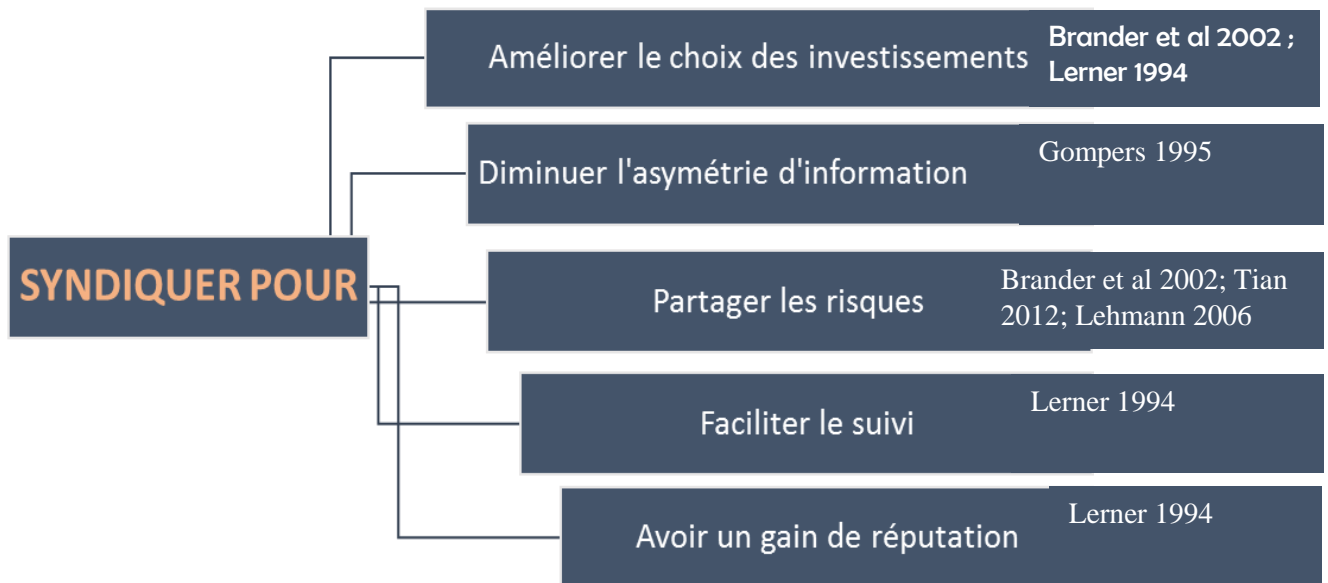 Améliorer le choix des investissements
Brander et al 2002 ;
Lerner 1994
Diminuer l'asymétrie d'information
Gompers 1995
SYNDIQUER POUR
Partager les risques
Brander et al 2002; Tian
2012; Lehmann 2006
Faciliter le suivi
Lerner 1994
Avoir un gain de réputation
Lerner 1994